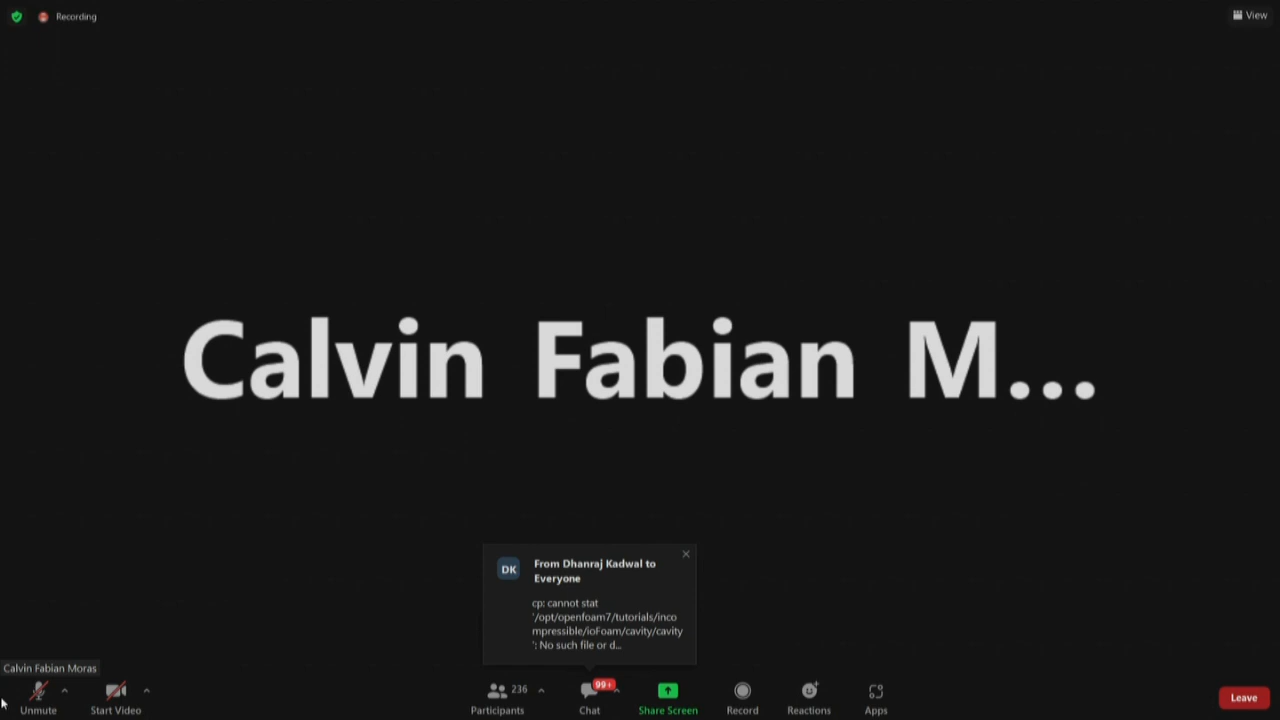 Recording
View
Calvin Fabian M...
DK
From Dhanraj Kadwal to
Everyone
cp: cannot stat
'/opt/openfoam7/tutorials/inco
mpressible/ioFoam/cavity/cavity
': No such file or d...
Calvin Fabian Moras
Unmute
Start Video
236
Participants
99+
Chat
Share Screen
Record
Reactions
Apps
Leave